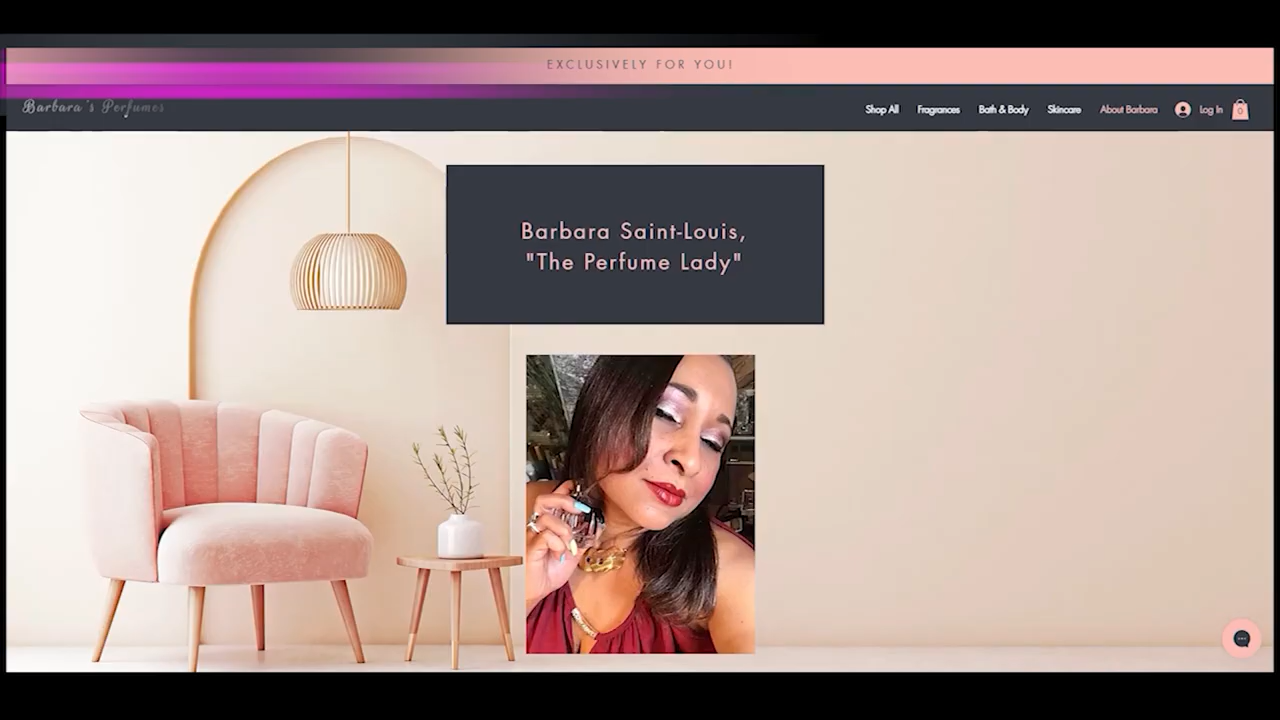 EXCLUSIVELY FOR YOU!
Barbara's Perfumes
Shop All Fragrances Bath & Body Skincare About Barbara Log In 0
Barbara Saint-Louis,
"The Perfume Lady"